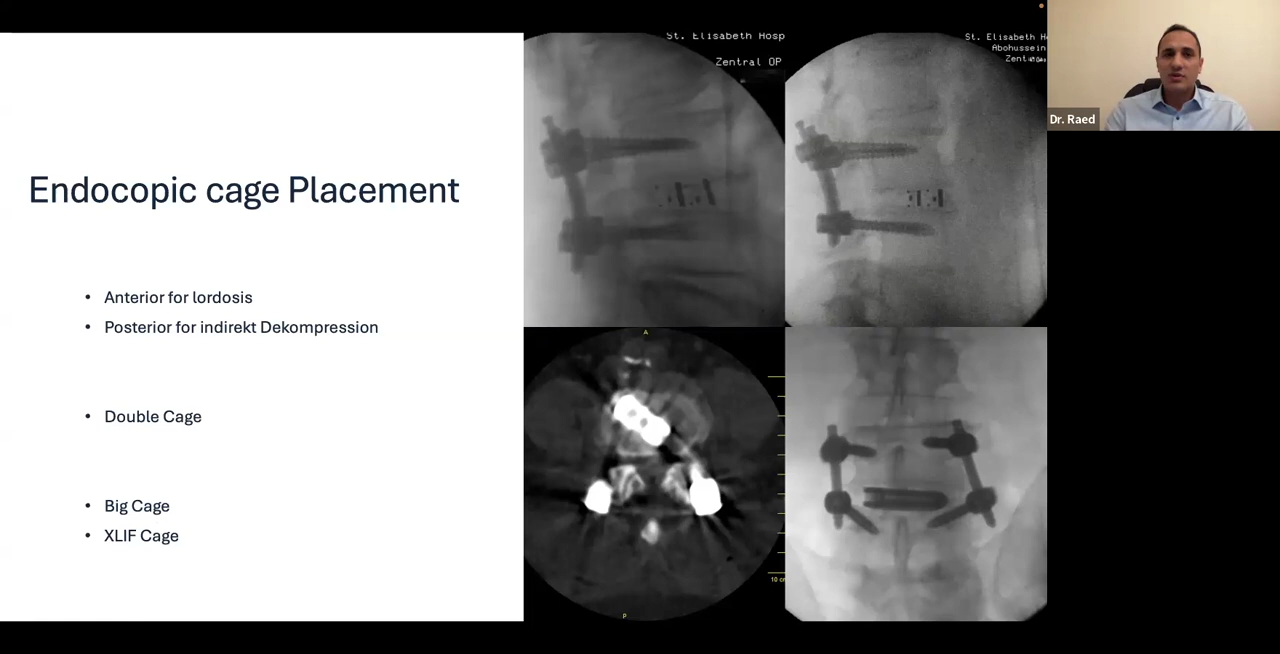 Endocopic cage Placement
• Anterior for lordosis
• Posterior for indirekt Dekompression
• Double Cage
• Big Cage
• XLIF Cage
St. Elisabeth Hosp
Zentral OP
St. Elisabeth H
Abohussein
A
10
P
Dr. Raed